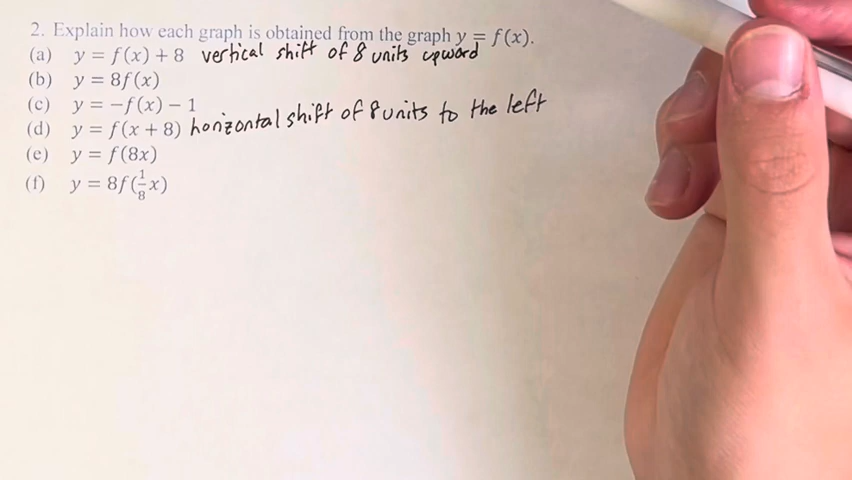 2. Explain how each graph is obtained from the graph y = f(x).
(a) y = f(x) + 8 vertical shift of 8 units upward
(b) y = 8f(x)
(c) y = −f(x) − 1
(d) y = f(x + 8) horizontal shift of 8 units to the left
(e) y = f(8x)
(f) y = 8f(1/8 x)